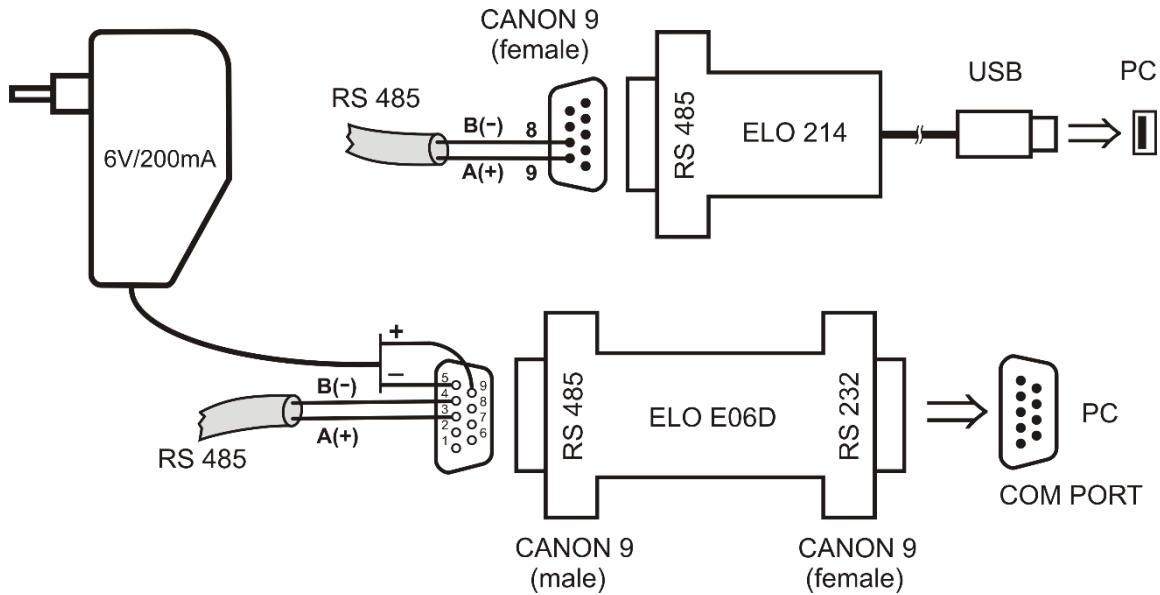 CANON 9
(female)
RS 485
B(−) 8
A(+) 9
RS 485
ELO 214
USB
PC
6V/200mA
+
−
B(−)
A(+)
RS 485
5
4
3
2
1
9
8
7
6
RS 485
ELO E06D
RS 232
PC
COM PORT
CANON 9
(male)
CANON 9
(female)